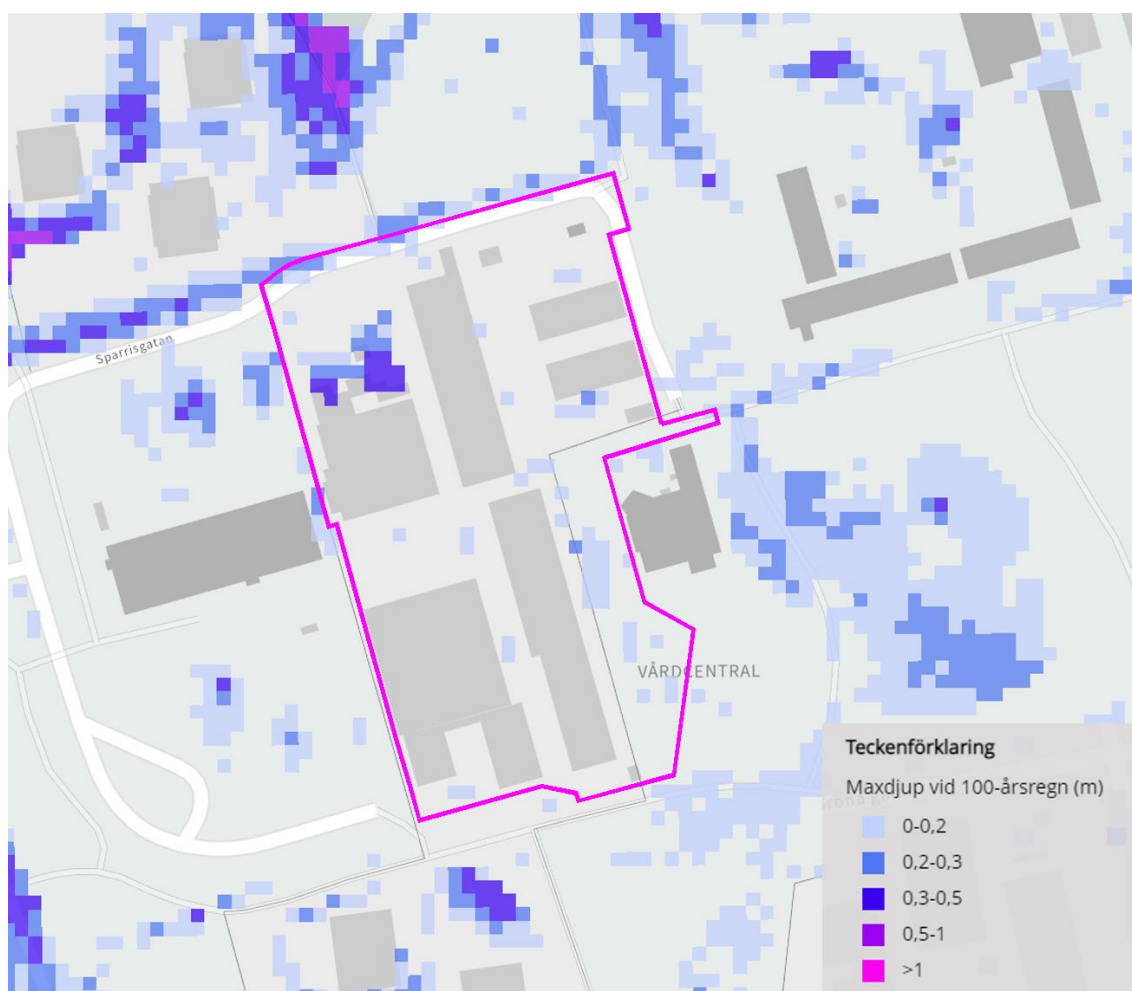 Sparrisgatan
VÅRDCENTRAL
Teckenförklaring
Maxdjup vid 100-årsregn (m)
0-0,2
0,2-0,3
0,3-0,5
0,5-1
>1